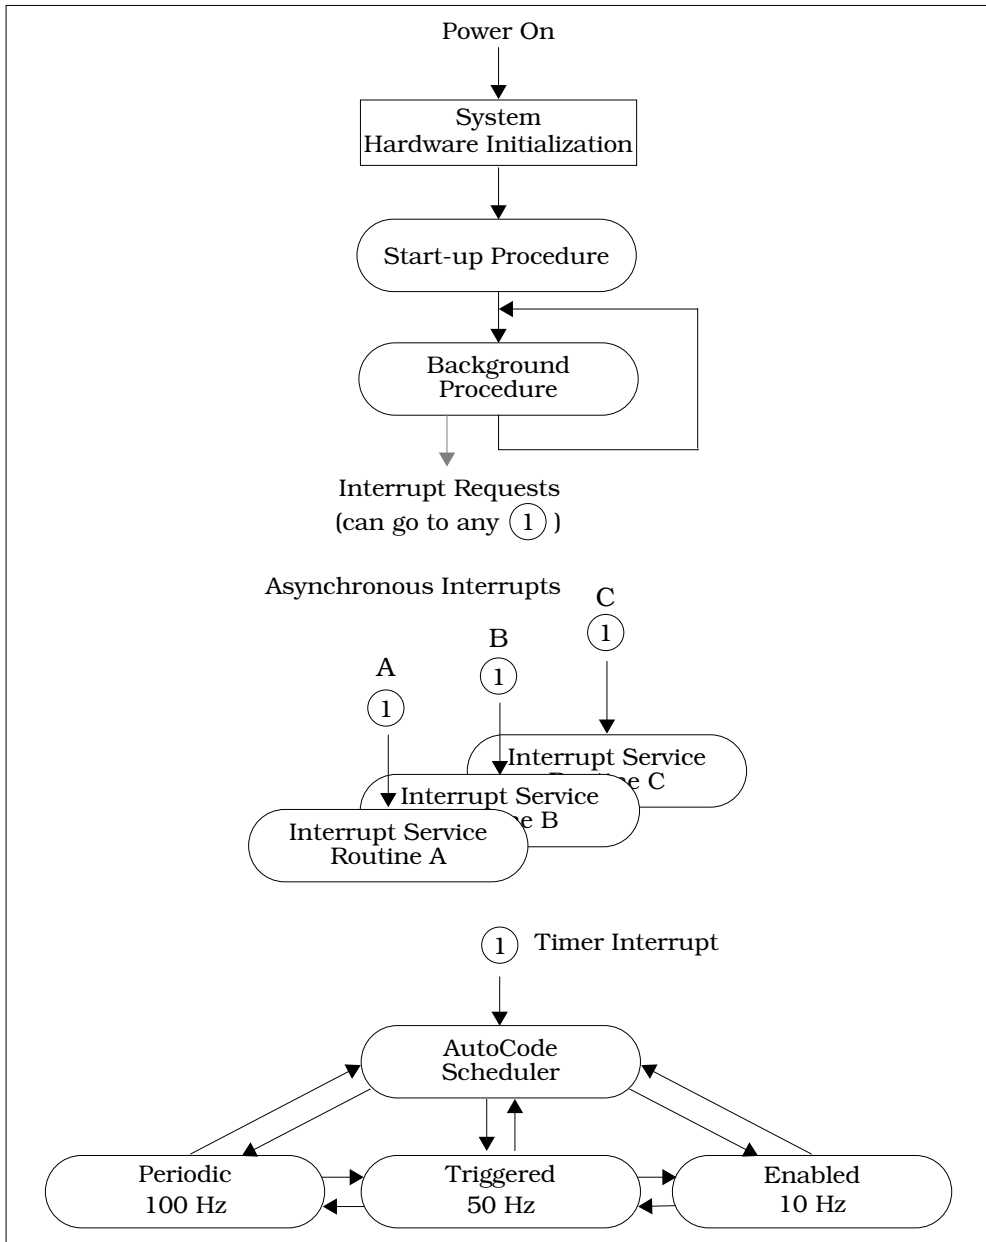 Power On
System
Hardware Initialization
Start-up Procedure
Background
Procedure
Interrupt Requests
(can go to any 1 )
Asynchronous Interrupts
C
1
B
1
A
1
Interrupt Service
C
Interrupt Service
B
Interrupt Service
Routine A
1 Timer Interrupt
AutoCode
Scheduler
Periodic
100 Hz
Triggered
50 Hz
Enabled
10 Hz